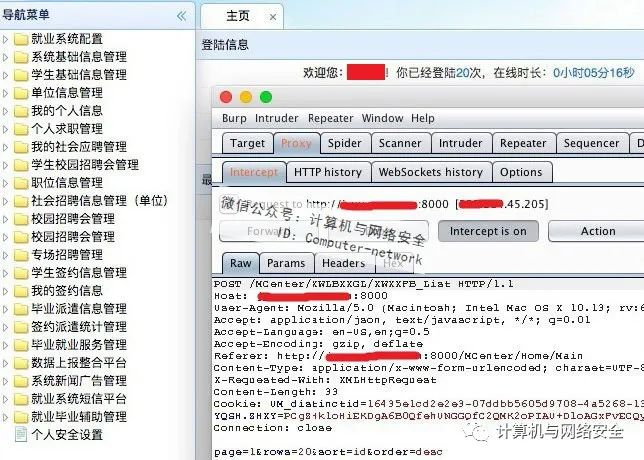 导航菜单
就业系统配置
系统基础信息管理
学生基础信息管理
单位信息管理
我的个人信息
个人求职管理
我的社会应聘管理
学生校园招聘会管理
职位信息管理
社会招聘信息管理（单位）
校园招聘会管理
校园招聘会管理
专场招聘管理
学生签约信息管理
我的签约信息
毕业派遣信息管理
签约派遣统计管理
毕业就业服务管理
数据上报整合平台
系统新闻广告管理
就业系统短信平台
就业毕业辅助管理
个人安全设置
主页
登陆信息
欢迎您: ! 你已经登陆20次，在线时长: 0小时05分16秒
最
Burp Intruder Repeater Window Help
Target Proxy Spider Scanner Intruder Repeater Sequencer D
Intercept HTTP history WebSockets history Options
Request to http:// :8000 [ .45.205]
微信公众号: 计算机与网络安全
ID: Computer-network
Forward Intercept is on Action
Raw Params Headers Hex
POST /MCenter/XWLBXXGL/XWXXFB_List HTTP/1.1
Host: :8000
User-Agent: Mozilla/5.0 (Macintosh; Intel Mac OS X 10.13; rv:6
Accept: application/json, text/javascript, */*; q=0.01
Accept-Language: en-US,en;q=0.5
Accept-Encoding: gzip, deflate
Referer: http:// :8000/MCenter/Home/Main
Content-Type: application/x-www-form-urlencoded; charset=UTF-8
X-Requested-With: XMLHttpRequest
Content-Length: 33
Cookie: UM_distinctid=16435e1cd2e2e3-07ddbb5605d9708-4a5268-13
Connection: close
page=1&rows=20&sort=id&order=desc
计算机与网络安全